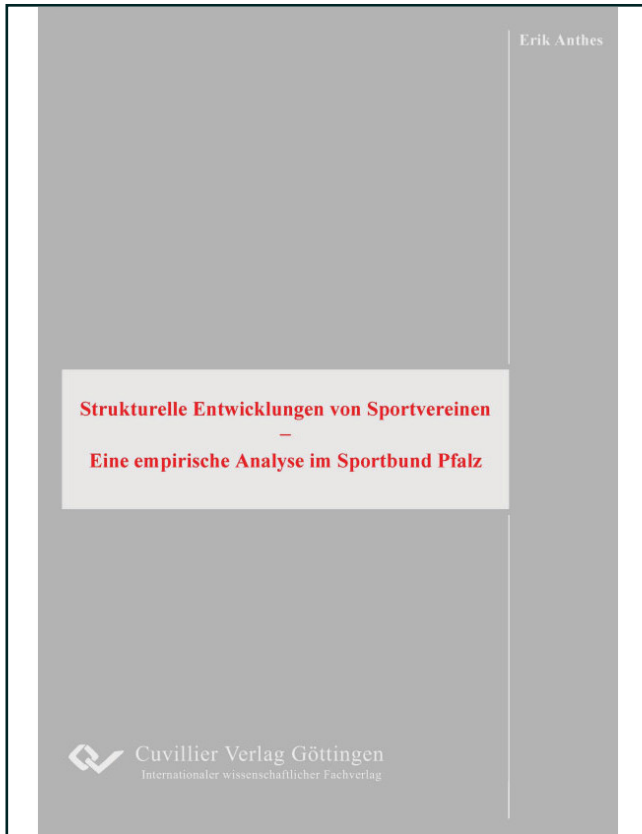 Erik Anthes
Strukturelle Entwicklungen von Sportvereinen
–
Eine empirische Analyse im Sportbund Pfalz
Cuvillier Verlag Göttingen
Internationaler wissenschaftlicher Fachverlag